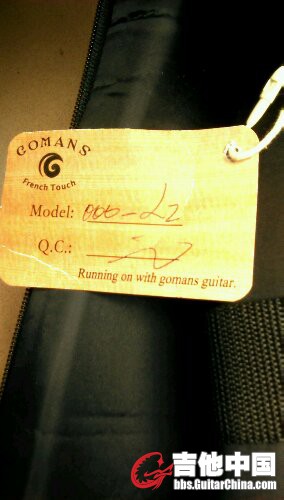 GOMANS
French Touch
Model: 000-L2
Q.C.:
Running on with gomans guitar.
吉他中国
bbs.GuitarChina.com